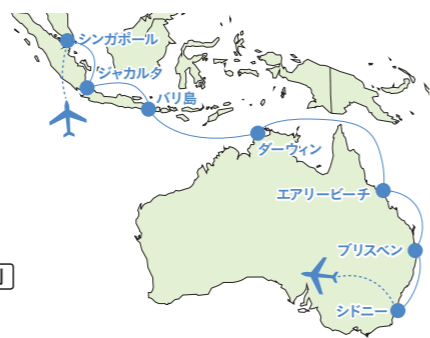 シンガポール
ジャカルタ
バリ島
ダーウィン
エアリービーチ
ブリスベン
シドニー